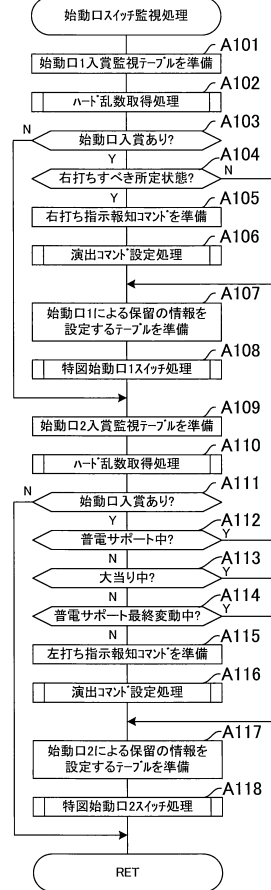 始動口スイッチ監視処理
A101
始動口1入賞監視テーブルを準備
A102
ハード乱数取得処理
A103
N
始動口入賞あり?
Y
A104
右打ちすべき所定状態?
N
Y
A105
右打ち指示報知コマンドを準備
A106
演出コマンド設定処理
A107
始動口1による保留の情報を
設定するテーブルを準備
A108
特図始動口1スイッチ処理
A109
始動口2入賞監視テーブルを準備
A110
ハード乱数取得処理
A111
N
始動口入賞あり?
Y
A112
普電サポート中?
Y
N
A113
大当り中?
Y
N
A114
普電サポート最終変動中?
Y
N
A115
左打ち指示報知コマンドを準備
A116
演出コマンド設定処理
A117
始動口2による保留の情報を
設定するテーブルを準備
A118
特図始動口2スイッチ処理
RET